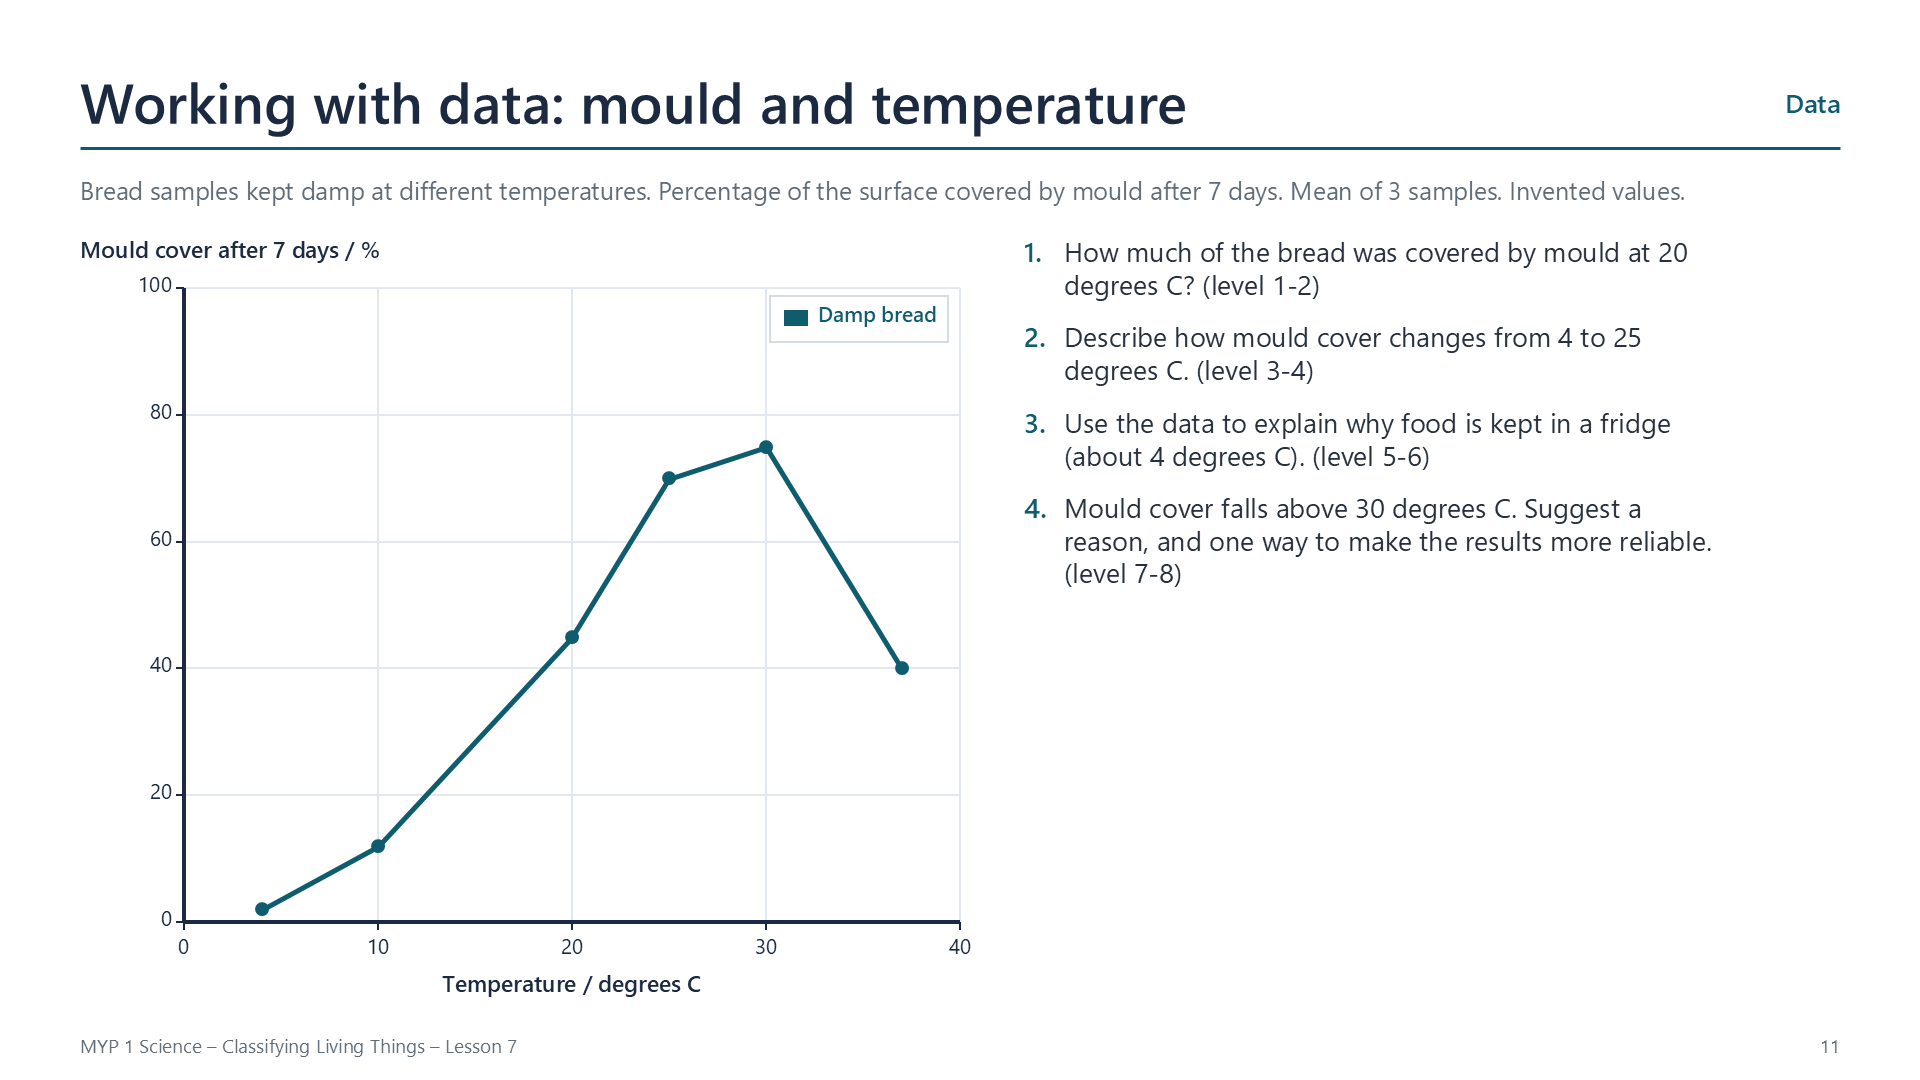 Working with data: mould and temperature
Data
Bread samples kept damp at different temperatures. Percentage of the surface covered by mould after 7 days. Mean of 3 samples. Invented values.
Mould cover after 7 days / %
100
80
60
40
20
0
0
10
20
30
40
Damp bread
Temperature / degrees C
1. How much of the bread was covered by mould at 20
degrees C? (level 1-2)
2. Describe how mould cover changes from 4 to 25
degrees C. (level 3-4)
3. Use the data to explain why food is kept in a fridge
(about 4 degrees C). (level 5-6)
4. Mould cover falls above 30 degrees C. Suggest a
reason, and one way to make the results more reliable.
(level 7-8)
MYP 1 Science – Classifying Living Things – Lesson 7
11